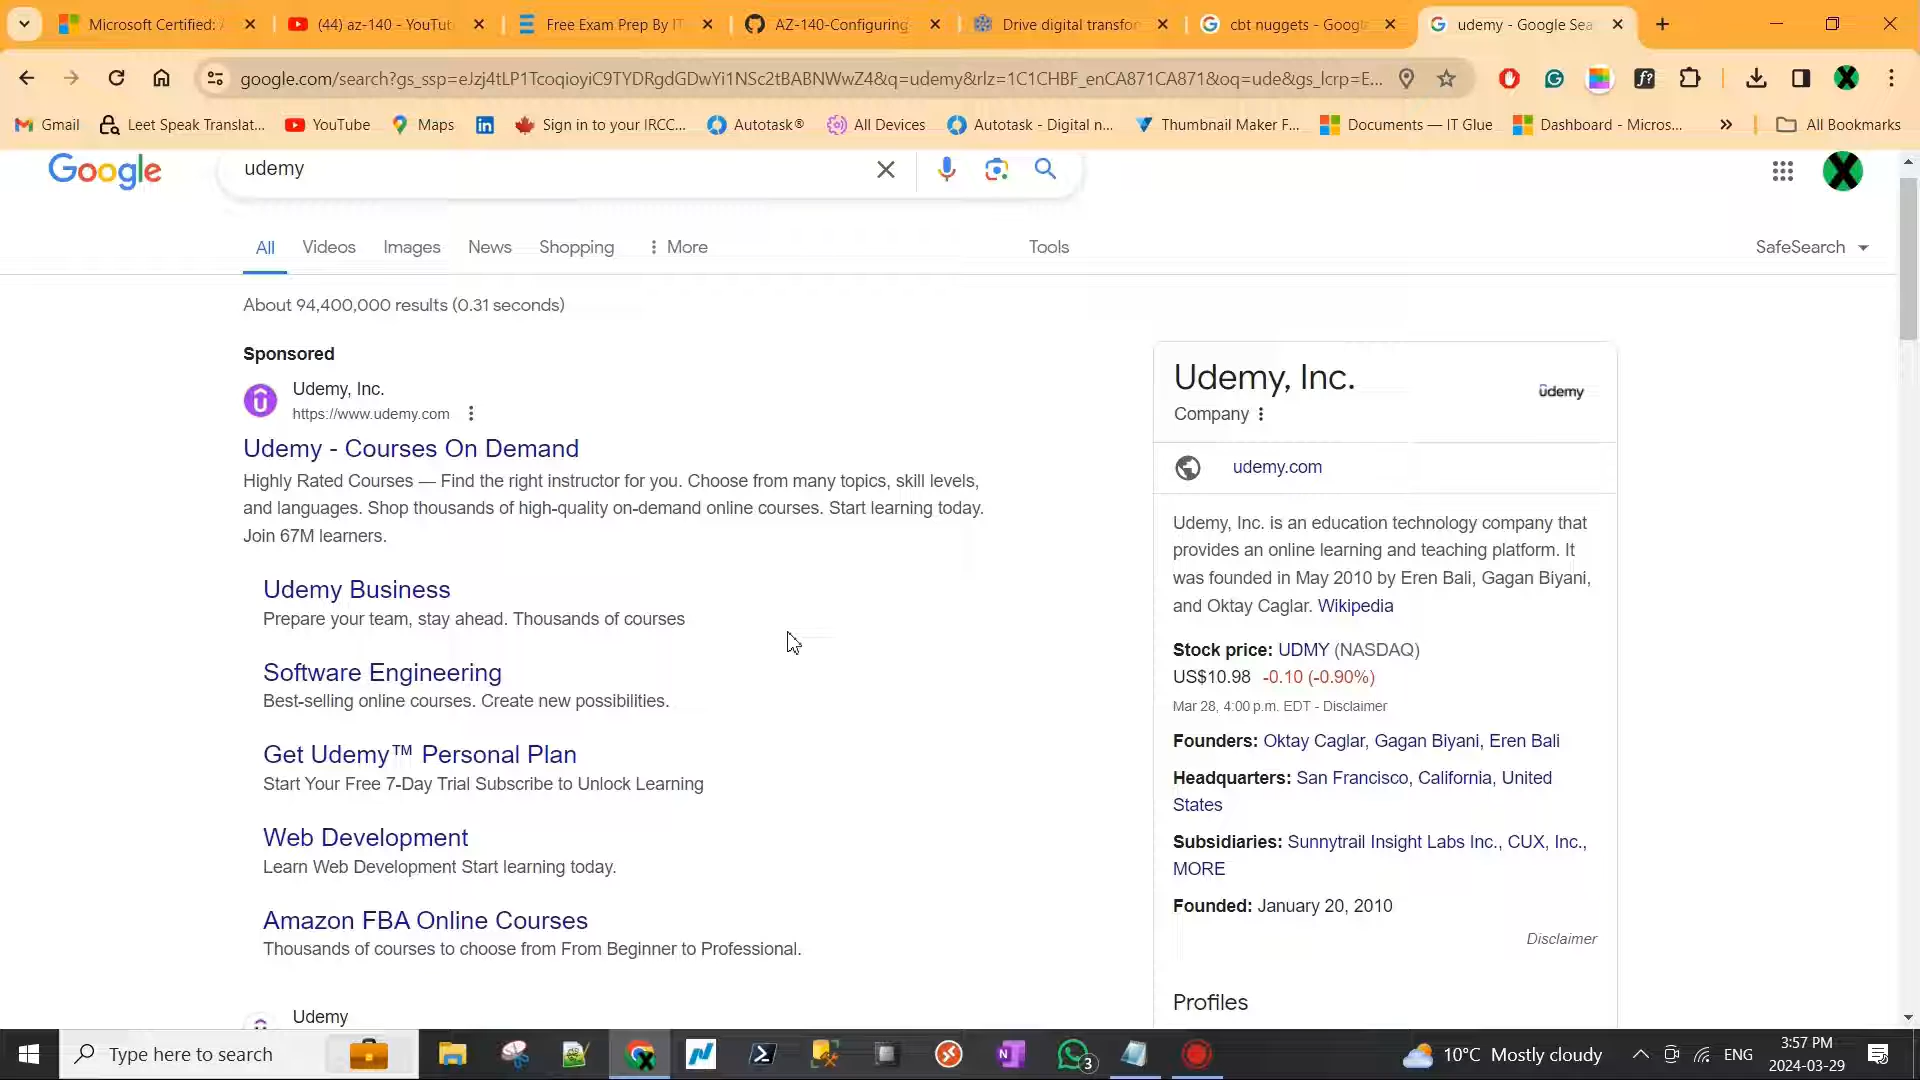 Microsoft Certified: A
(44) az-140 - YouTub
Free Exam Prep By IT
AZ-140-Configuring
Drive digital transfor
cbt nuggets - Google
udemy - Google Sea
google.com/search?gs_ssp=eJzj4tLP1TcoqioyiC9TYDRgdGDwYi1NSc2tBABNWwZ4&q=udemy&rlz=1C1CHBF_enCA871CA871&oq=ude&gs_lcrp=E...
Gmail
Leet Speak Translat...
YouTube
Maps
Sign in to your IRCC...
Autotask®
All Devices
Autotask - Digital n...
Thumbnail Maker F...
Documents — IT Glue
Dashboard - Micros...
All Bookmarks
Google
udemy
All
Videos
Images
News
Shopping
More
Tools
SafeSearch
About 94,400,000 results (0.31 seconds)
Sponsored
Udemy, Inc.
https://www.udemy.com
Udemy - Courses On Demand
Highly Rated Courses — Find the right instructor for you. Choose from many topics, skill levels,
and languages. Shop thousands of high-quality on-demand online courses. Start learning today.
Join 67M learners.
Udemy Business
Prepare your team, stay ahead. Thousands of courses
Software Engineering
Best-selling online courses. Create new possibilities.
Get Udemy™ Personal Plan
Start Your Free 7-Day Trial Subscribe to Unlock Learning
Web Development
Learn Web Development Start learning today.
Amazon FBA Online Courses
Thousands of courses to choose from From Beginner to Professional.
Udemy
Udemy, Inc.
Company
ûdemy
udemy.com
Udemy, Inc. is an education technology company that
provides an online learning and teaching platform. It
was founded in May 2010 by Eren Bali, Gagan Biyani,
and Oktay Caglar. Wikipedia
Stock price: UDMY (NASDAQ)
US$10.98 -0.10 (-0.90%)
Mar 28, 4:00 p.m. EDT - Disclaimer
Founders: Oktay Caglar, Gagan Biyani, Eren Bali
Headquarters: San Francisco, California, United
States
Subsidiaries: Sunnytrail Insight Labs Inc., CUX, Inc.,
MORE
Founded: January 20, 2010
Disclaimer
Profiles
Type here to search
3
10°C Mostly cloudy
ENG
3:57 PM
2024-03-29